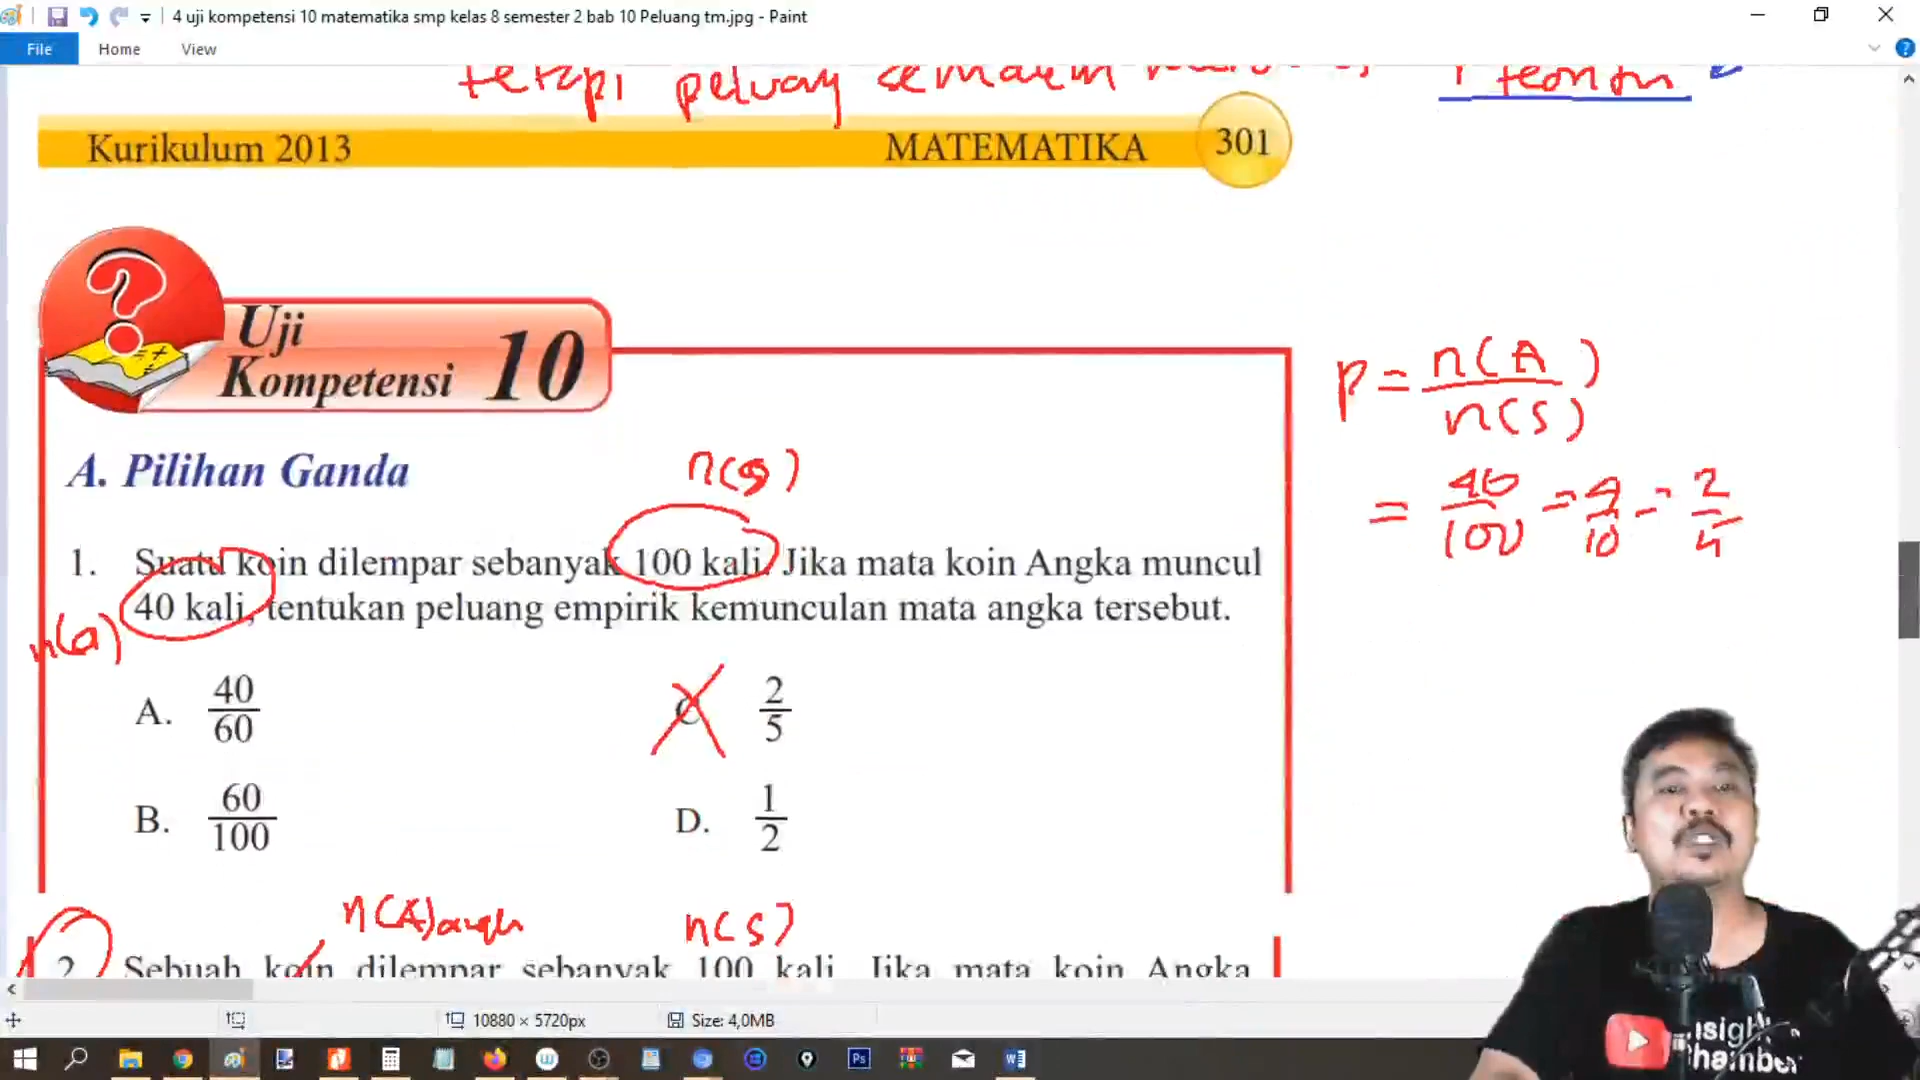 4 uji kompetensi 10 matematika smp kelas 8 semester 2 bab 10 Peluang tm.jpg - Paint
File Home View
tetapi peluang semakin
Kurikulum 2013 MATEMATIKA 301
Uji
Kompetensi 10
P = n(A) / n(S)
A. Pilihan Ganda
n(S)
= 40/100 = 4/10 = 2/4
1. Suatu koin dilempar sebanyak 100 kali. Jika mata koin Angka muncul
40 kali, tentukan peluang empirik kemunculan mata angka tersebut.
n(a)
A. 40/60 C 2/5
B. 60/100 D. 1/2
n(A) n(S)
2 Sebuah koin dilempar sebanyak 100 kali. Jika mata koin Angka
10880 × 5720px Size: 4,0MB